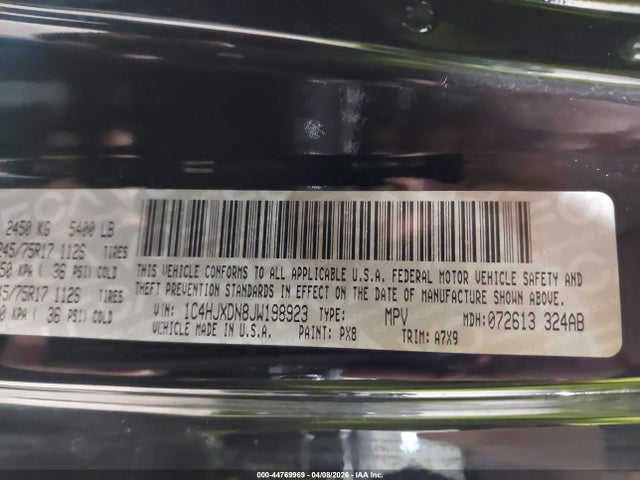 2450 KG 5400 LB
245/75R17 112S TIRES
KPA ( 36 PSI) COLD
75R17 112S TIRES
KPA ( 36 PSI) COLD
THIS VEHICLE CONFORMS TO ALL APPLICABLE U.S.A. FEDERAL MOTOR VEHICLE SAFETY AND
THEFT PREVENTION STANDARDS IN EFFECT ON THE DATE OF MANUFACTURE SHOWN ABOVE.
VIN: 1C4HJXDN8JW198923 TYPE: MPV MDH: 072613 324AB
VEHICLE MADE IN U.S.A. PAINT: PX8 TRIM: A7X9
000-44769969 04/08/2026 IAA Inc.